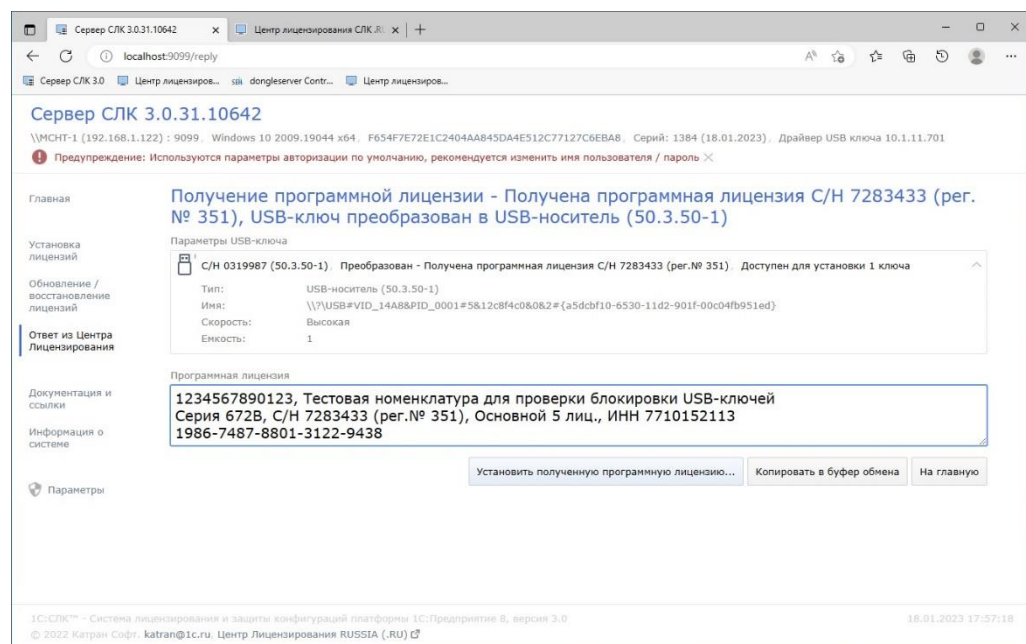 Сервер СЛК 3.0.31.10642
Центр лицензирования СЛК .RU
localhost:9099/reply
Сервер СЛК 3.0 Центр лицензиров... dongleserver Contr... Центр лицензиров...
Сервер СЛК 3.0.31.10642
\\MCHT-1 (192.168.1.122) : 9099, Windows 10 2009.19044 x64, F654F7E72E1C2404AA845DA4E512C77127C6EBA8, Серий: 1384 (18.01.2023), Драйвер USB ключа 10.1.11.701
Предупреждение: Используются параметры авторизации по умолчанию, рекомендуется изменить имя пользователя / пароль
Главная
Установка
лицензий
Обновление /
восстановление
лицензий
Ответ из Центра
Лицензирования
Документация и
ссылки
Информация о
системе
Параметры
Получение программной лицензии - Получена программная лицензия С/Н 7283433 (рег.
№ 351), USB-ключ преобразован в USB-носитель (50.3.50-1)
Параметры USB-ключа
С/Н 0319987 (50.3.50-1), Преобразован - Получена программная лицензия С/Н 7283433 (рег.№ 351), Доступен для установки 1 ключа
Тип: USB-носитель (50.3.50-1)
Имя: \\?\USB#VID_14A8&PID_0001#5&12c8f4c0&0&2#{a5dcbf10-6530-11d2-901f-00c04fb951ed}
Скорость: Высокая
Емкость: 1
Программная лицензия
1234567890123, Тестовая номенклатура для проверки блокировки USB-ключей
Серия 672B, С/Н 7283433 (рег.№ 351), Основной 5 лиц., ИНН 7710152113
1986-7487-8801-3122-9438
Установить полученную программную лицензию... Копировать в буфер обмена На главную
1С:СЛК™ - Система лицензирования и защиты конфигураций платформы 1С:Предприятие 8, версия 3.0 18.01.2023 17:57:18
© 2022 Катран Софт, katran@1c.ru, Центр Лицензирования RUSSIA (.RU)